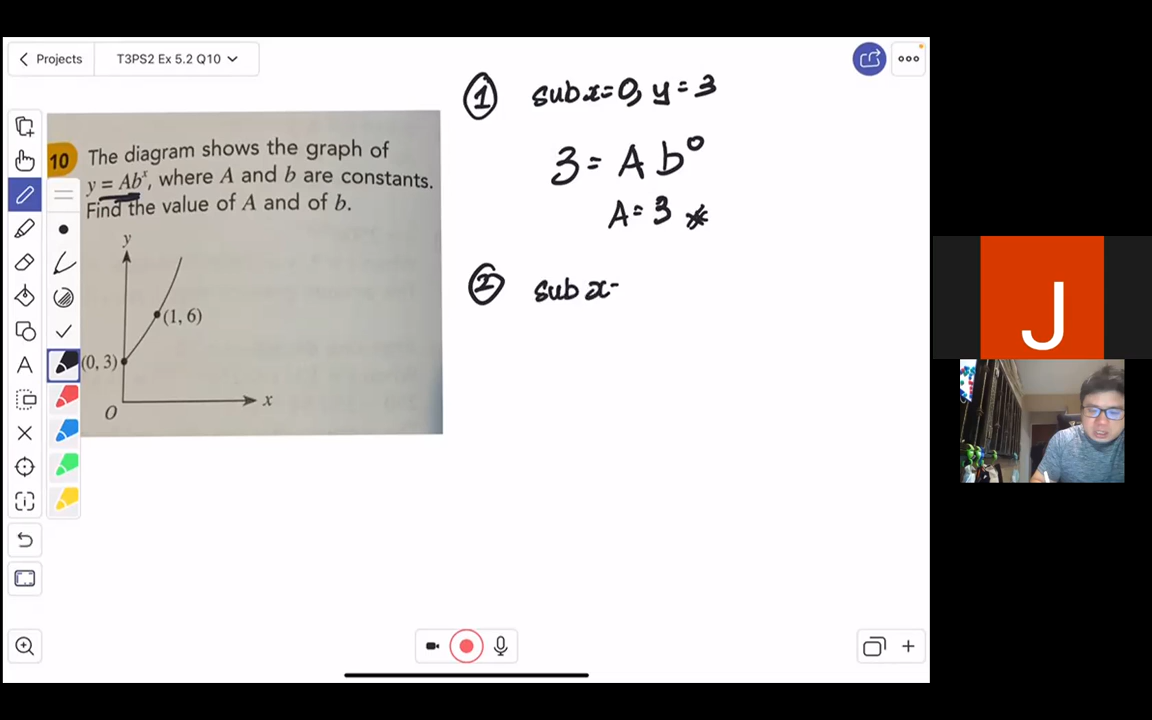 Projects
T3PS2 Ex 5.2 Q10
10 The diagram shows the graph of
y = Abˣ, where A and b are constants.
Find the value of A and of b.
y
(1, 6)
(0, 3)
O
x
① sub x=0, y=3
3 = A b⁰
A=3 *
② sub x-
A
J